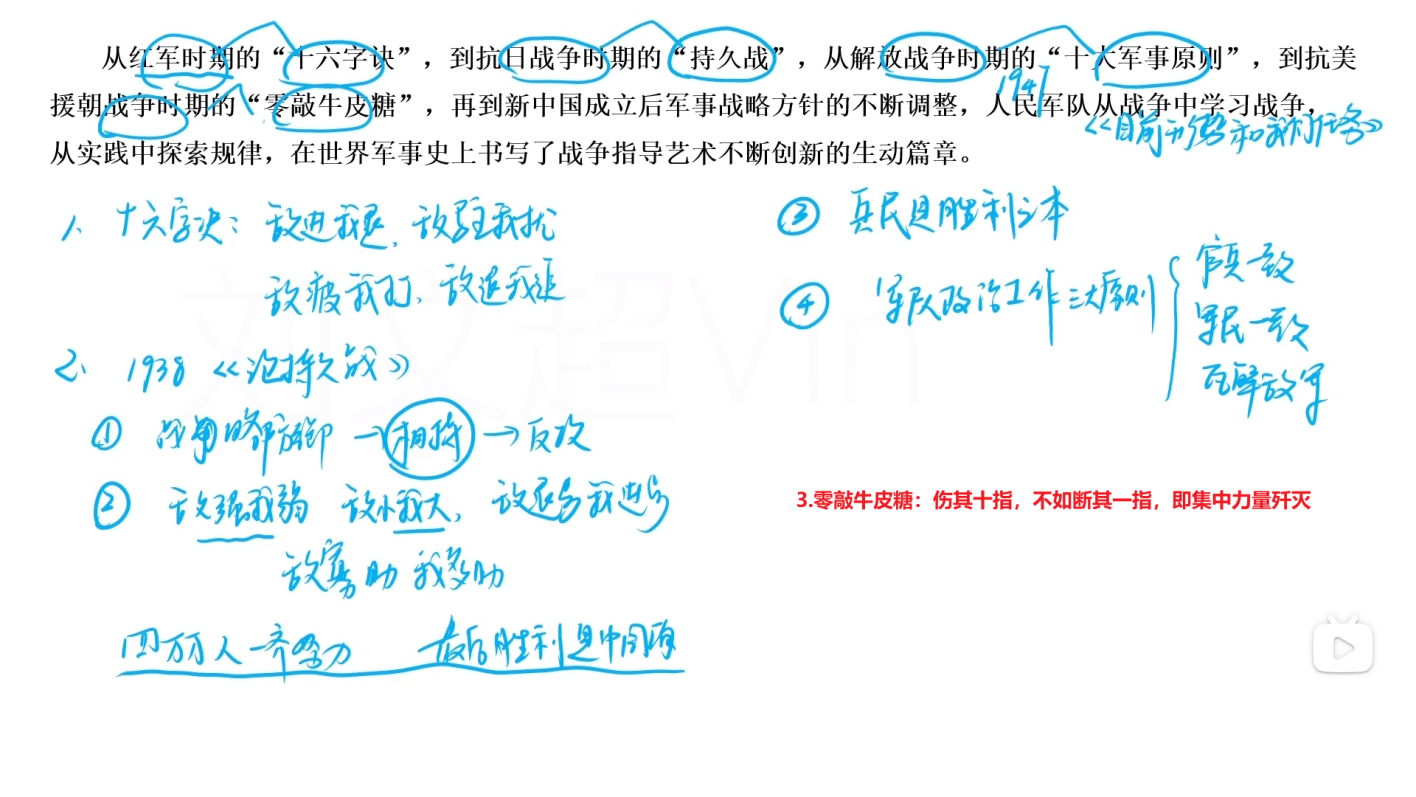 从红军时期的“十六字诀”，到抗日战争时期的“持久战”，从解放战争时期的“十大军事原则”，到抗美
援朝战争时期的“零敲牛皮糖”，再到新中国成立后军事战略方针的不断调整，人民军队从战争中学习战争，
从实践中探索规律，在世界军事史上书写了战争指导艺术不断创新的生动篇章。
1947
《目前形势和我们任务》
1、十六字诀：敌进我退，敌驻我扰
敌疲我打、敌退我追
2、1938《论持久战》
① 战略防御→相持→反攻
② 敌强我弱 敌小我大，敌退步我进步
敌寡助 我多助
四万万人一齐努力 最后胜利是中国的
③ 兵民是胜利之本
④ 军队政治工作三大原则
官兵一致
军民一致
瓦解敌军
3.零敲牛皮糖：伤其十指，不如断其一指，即集中力量歼灭
刘文超Vin